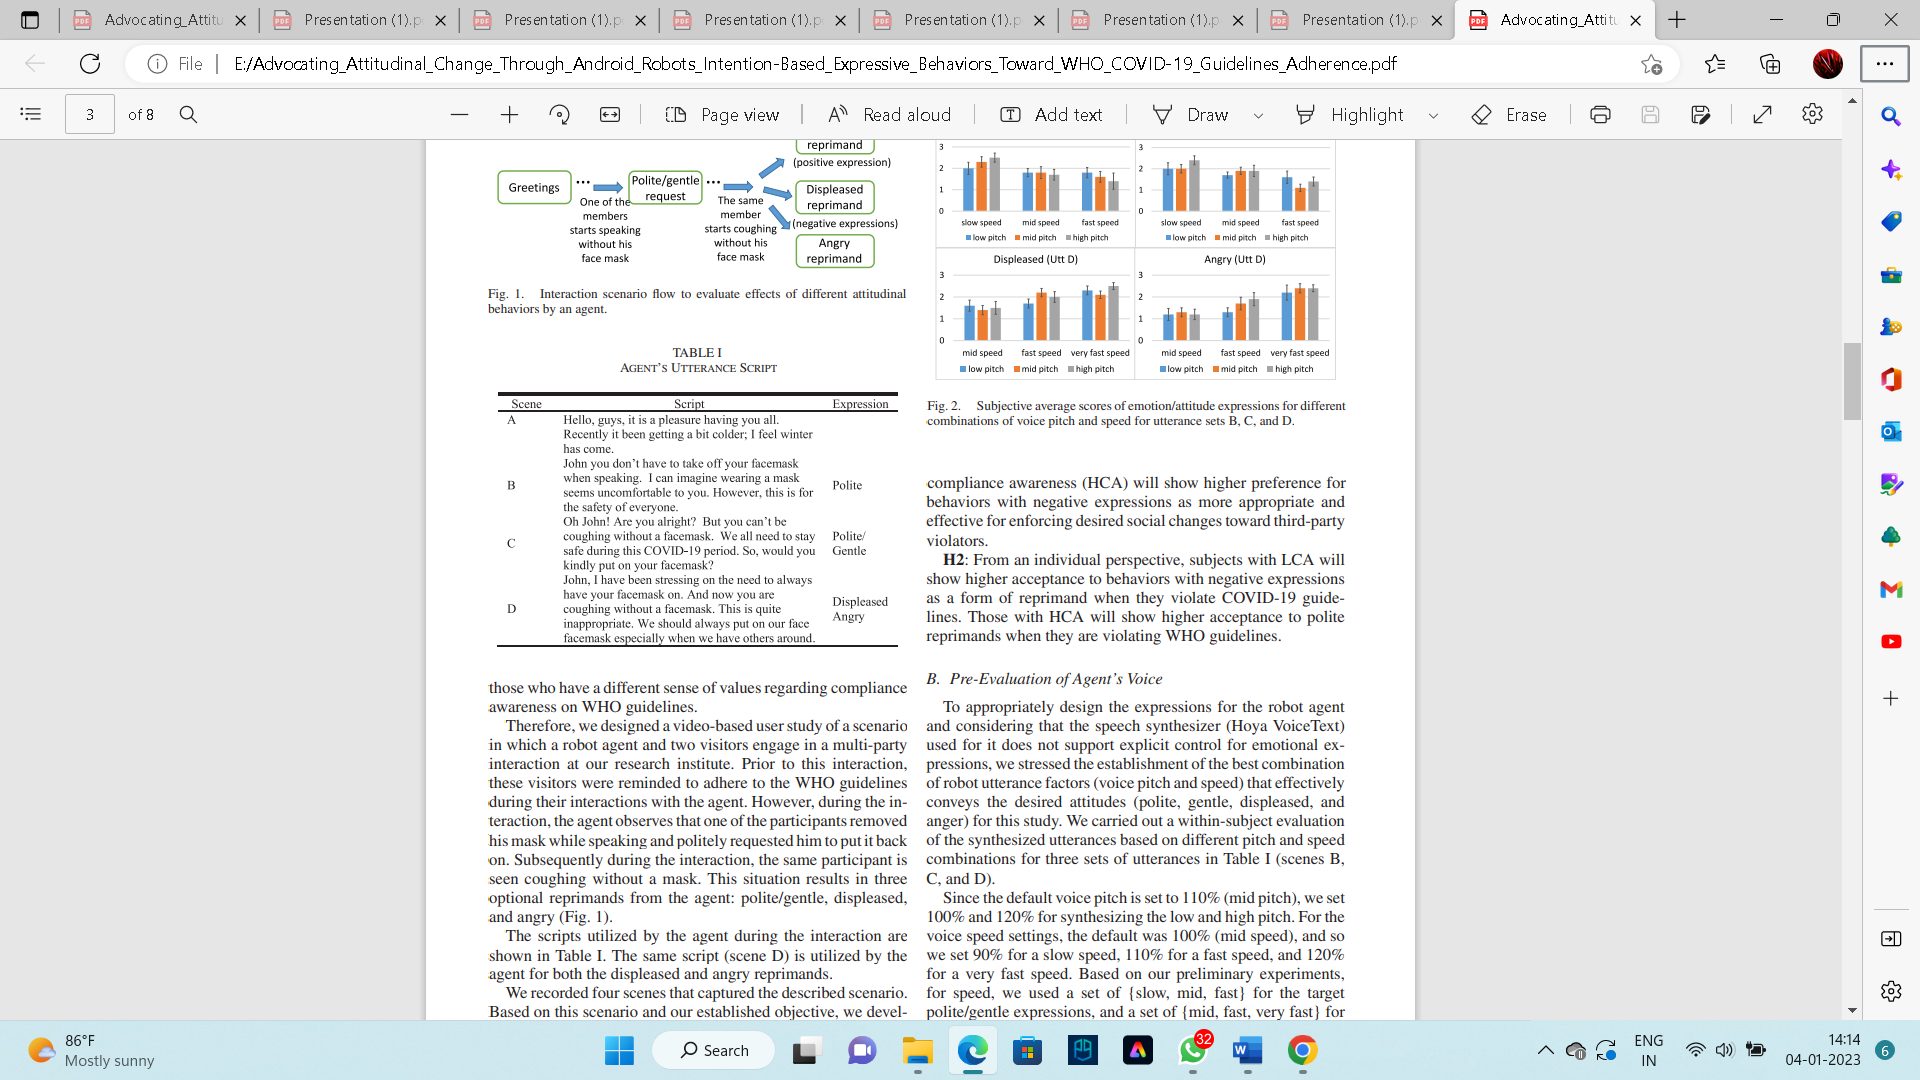 Advocating_Attitu
Presentation (1).p
Presentation (1).p
Presentation (1).p
Presentation (1).p
Presentation (1).p
Presentation (1).p
Advocating_Attitu
File
E:/Advocating_Attitudinal_Change_Through_Android_Robots_Intention-Based_Expressive_Behaviors_Toward_WHO_COVID-19_Guidelines_Adherence.pdf
3 of 8
Page view
Read aloud
Add text
Draw
Highlight
Erase
reprimand
(positive expression)
Greetings
...
Polite/gentle
request
...
Displeased
reprimand
(negative expressions)
Angry
reprimand
One of the
members
starts speaking
without his
face mask
The same
member
starts coughing
without his
face mask
Fig. 1. Interaction scenario flow to evaluate effects of different attitudinal
behaviors by an agent.
TABLE I
AGENT'S UTTERANCE SCRIPT
Scene Script Expression
A Hello, guys, it is a pleasure having you all.
Recently it been getting a bit colder; I feel winter
has come.
John you don't have to take off your facemask
when speaking. I can imagine wearing a mask
B seems uncomfortable to you. However, this is for Polite
the safety of everyone.
Oh John! Are you alright? But you can't be
C coughing without a facemask. We all need to stay Polite/
safe during this COVID-19 period. So, would you Gentle
kindly put on your facemask?
John, I have been stressing on the need to always
have your facemask on. And now you are
D coughing without a facemask. This is quite Displeased
inappropriate. We should always put on our face Angry
facemask especially when we have others around.
those who have a different sense of values regarding compliance
awareness on WHO guidelines.
Therefore, we designed a video-based user study of a scenario
in which a robot agent and two visitors engage in a multi-party
interaction at our research institute. Prior to this interaction,
these visitors were reminded to adhere to the WHO guidelines
during their interactions with the agent. However, during the in-
teraction, the agent observes that one of the participants removed
his mask while speaking and politely requested him to put it back
on. Subsequently during the interaction, the same participant is
seen coughing without a mask. This situation results in three
optional reprimands from the agent: polite/gentle, displeased,
and angry (Fig. 1).
The scripts utilized by the agent during the interaction are
shown in Table I. The same script (scene D) is utilized by the
agent for both the displeased and angry reprimands.
We recorded four scenes that captured the described scenario.
Based on this scenario and our established objective, we devel-
3
2
1
0
slow speed mid speed fast speed
low pitch mid pitch high pitch
3
2
1
0
slow speed mid speed fast speed
low pitch mid pitch high pitch
Displeased (Utt D)
3
2
1
0
mid speed fast speed very fast speed
low pitch mid pitch high pitch
Angry (Utt D)
3
2
1
0
mid speed fast speed very fast speed
low pitch mid pitch high pitch
Fig. 2. Subjective average scores of emotion/attitude expressions for different
combinations of voice pitch and speed for utterance sets B, C, and D.
compliance awareness (HCA) will show higher preference for
behaviors with negative expressions as more appropriate and
effective for enforcing desired social changes toward third-party
violators.
H2: From an individual perspective, subjects with LCA will
show higher acceptance to behaviors with negative expressions
as a form of reprimand when they violate COVID-19 guide-
lines. Those with HCA will show higher acceptance to polite
reprimands when they are violating WHO guidelines.
B. Pre-Evaluation of Agent's Voice
To appropriately design the expressions for the robot agent
and considering that the speech synthesizer (Hoya VoiceText)
used for it does not support explicit control for emotional ex-
pressions, we stressed the establishment of the best combination
of robot utterance factors (voice pitch and speed) that effectively
conveys the desired attitudes (polite, gentle, displeased, and
anger) for this study. We carried out a within-subject evaluation
of the synthesized utterances based on different pitch and speed
combinations for three sets of utterances in Table I (scenes B,
C, and D).
Since the default voice pitch is set to 110% (mid pitch), we set
100% and 120% for synthesizing the low and high pitch. For the
voice speed settings, the default was 100% (mid speed), and so
we set 90% for a slow speed, 110% for a fast speed, and 120%
for a very fast speed. Based on our preliminary experiments,
for speed, we used a set of {slow, mid, fast} for the target
polite/gentle expressions, and a set of {mid, fast, very fast} for
86°F
Mostly sunny
Search
32
ENG
IN
14:14
04-01-2023
6